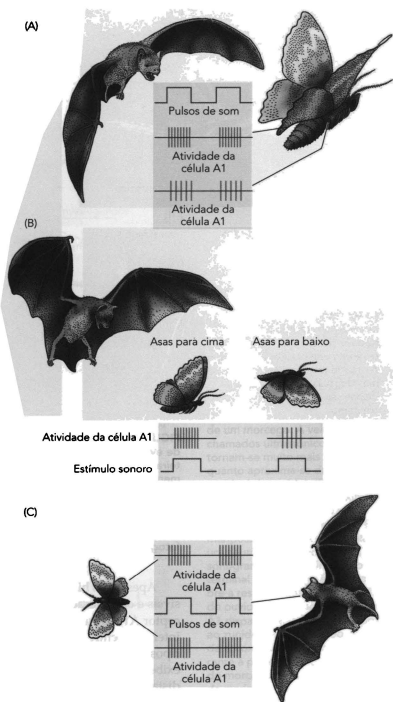 (A)
Pulsos de som
Atividade da
célula A1
Atividade da
célula A1
(B)
Asas para cima
Asas para baixo
Atividade da célula A1
Estímulo sonoro
(C)
Atividade da
célula A1
Pulsos de som
Atividade da
célula A1